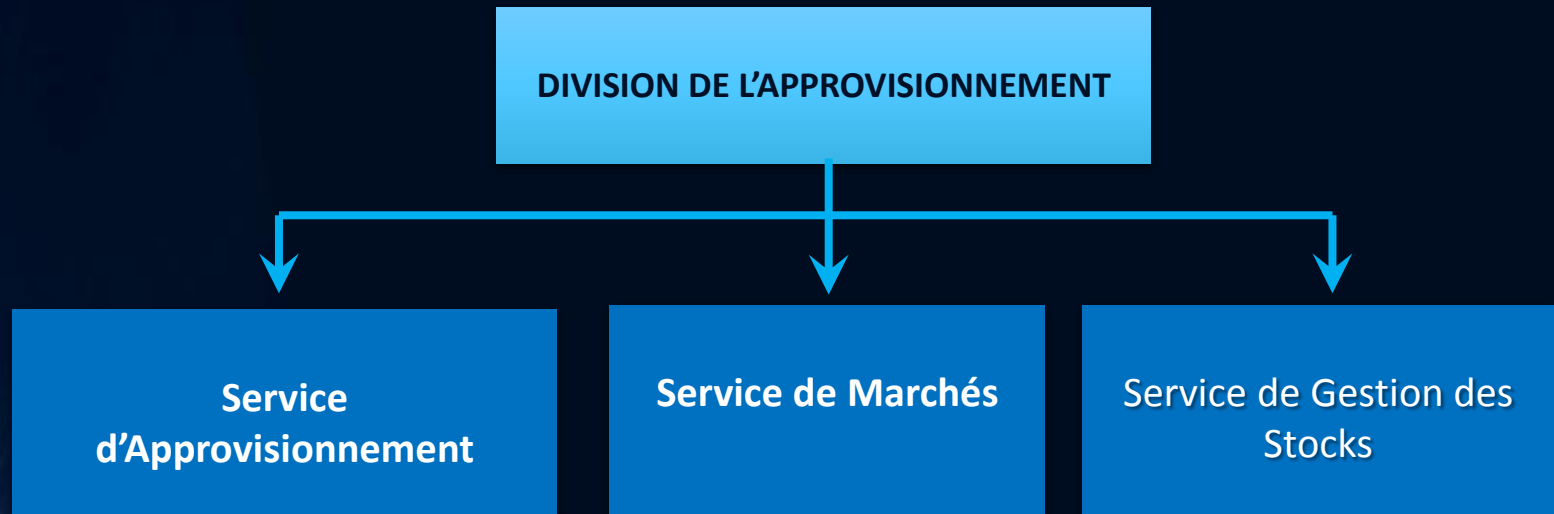 DIVISION DE L’APPROVISIONNEMENT
Service
d’Approvisionnement
Service de Marchés
Service de Gestion des
Stocks